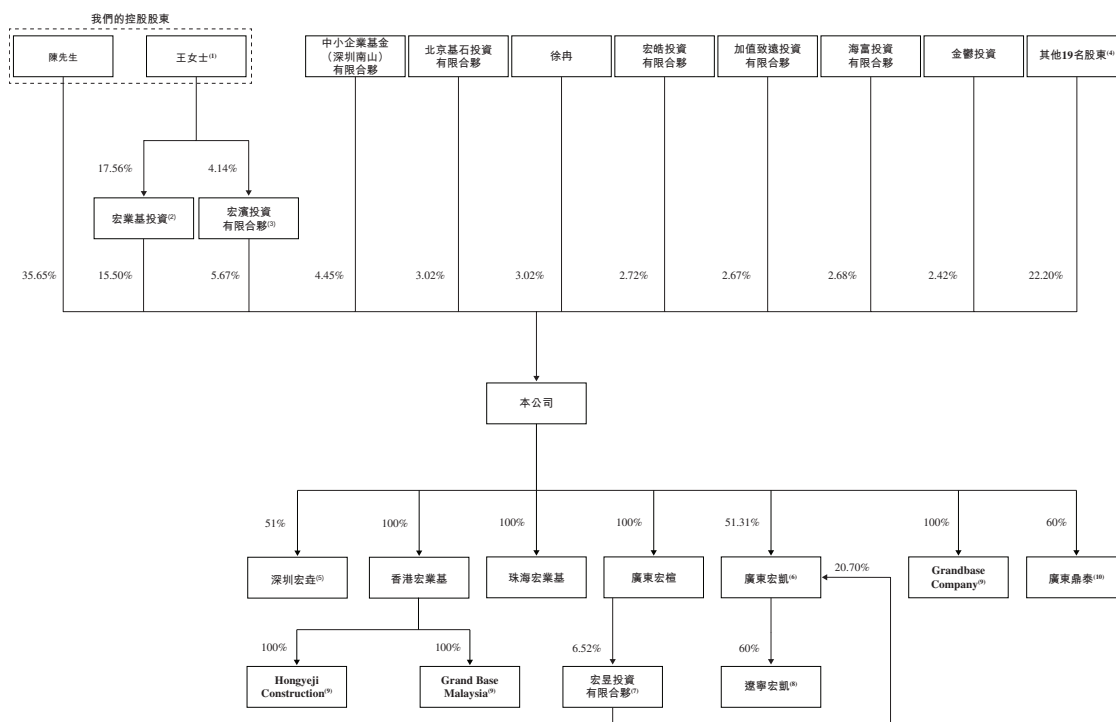 我們的控股股東
陳先生
王女士(1)
中小企業基金
（深圳南山）
有限合夥
北京基石投資
有限合夥
徐冉
宏皓投資
有限合夥
加值致遠投資
有限合夥
海富投資
有限合夥
金鬱投資
其他19名股東(4)
17.56%
4.14%
宏業基投資(2)
宏濱投資
有限合夥(3)
35.65%
15.50%
5.67%
4.45%
3.02%
3.02%
2.72%
2.67%
2.68%
2.42%
22.20%
本公司
51%
100%
100%
100%
51.31%
100%
60%
深圳宏垚(5)
香港宏業基
珠海宏業基
廣東宏楦
廣東宏凱(6)
20.70%
Grandbase
Company(9)
廣東鼎泰(10)
100%
100%
6.52%
60%
Hongyeji
Construction(9)
Grand Base
Malaysia(9)
宏昱投資
有限合夥(7)
遼寧宏凱(8)